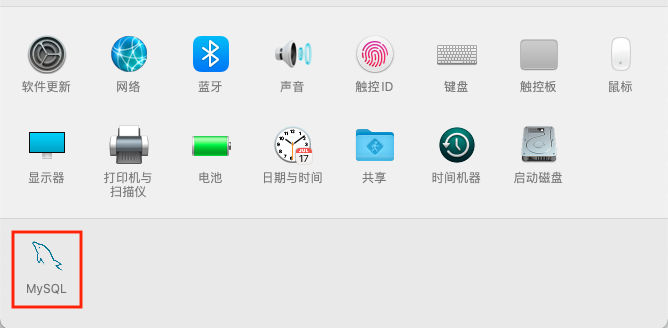 软件更新
网络
蓝牙
声音
触控ID
键盘
触控板
鼠标
JUL
17
显示器
打印机与
扫描仪
电池
日期与时间
共享
时间机器
启动磁盘
MySQL